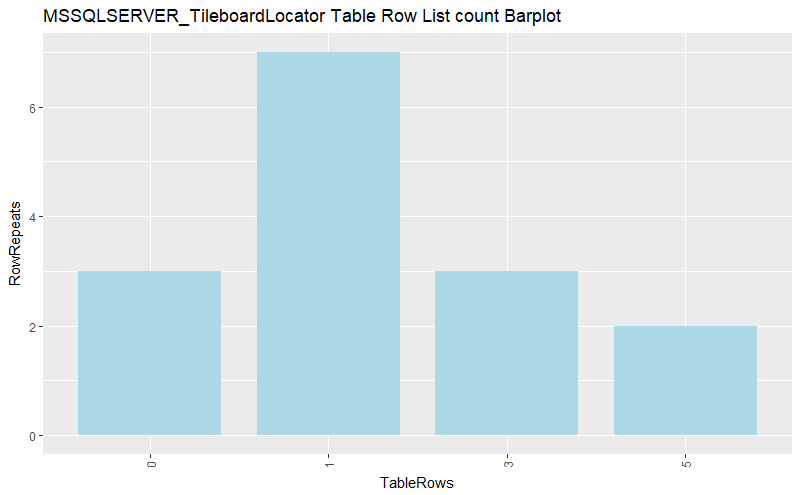 MSSQLSERVER_TileboardLocator Table Row List count Barplot
RowRepeats
6
4
2
0
0
1
3
5
TableRows